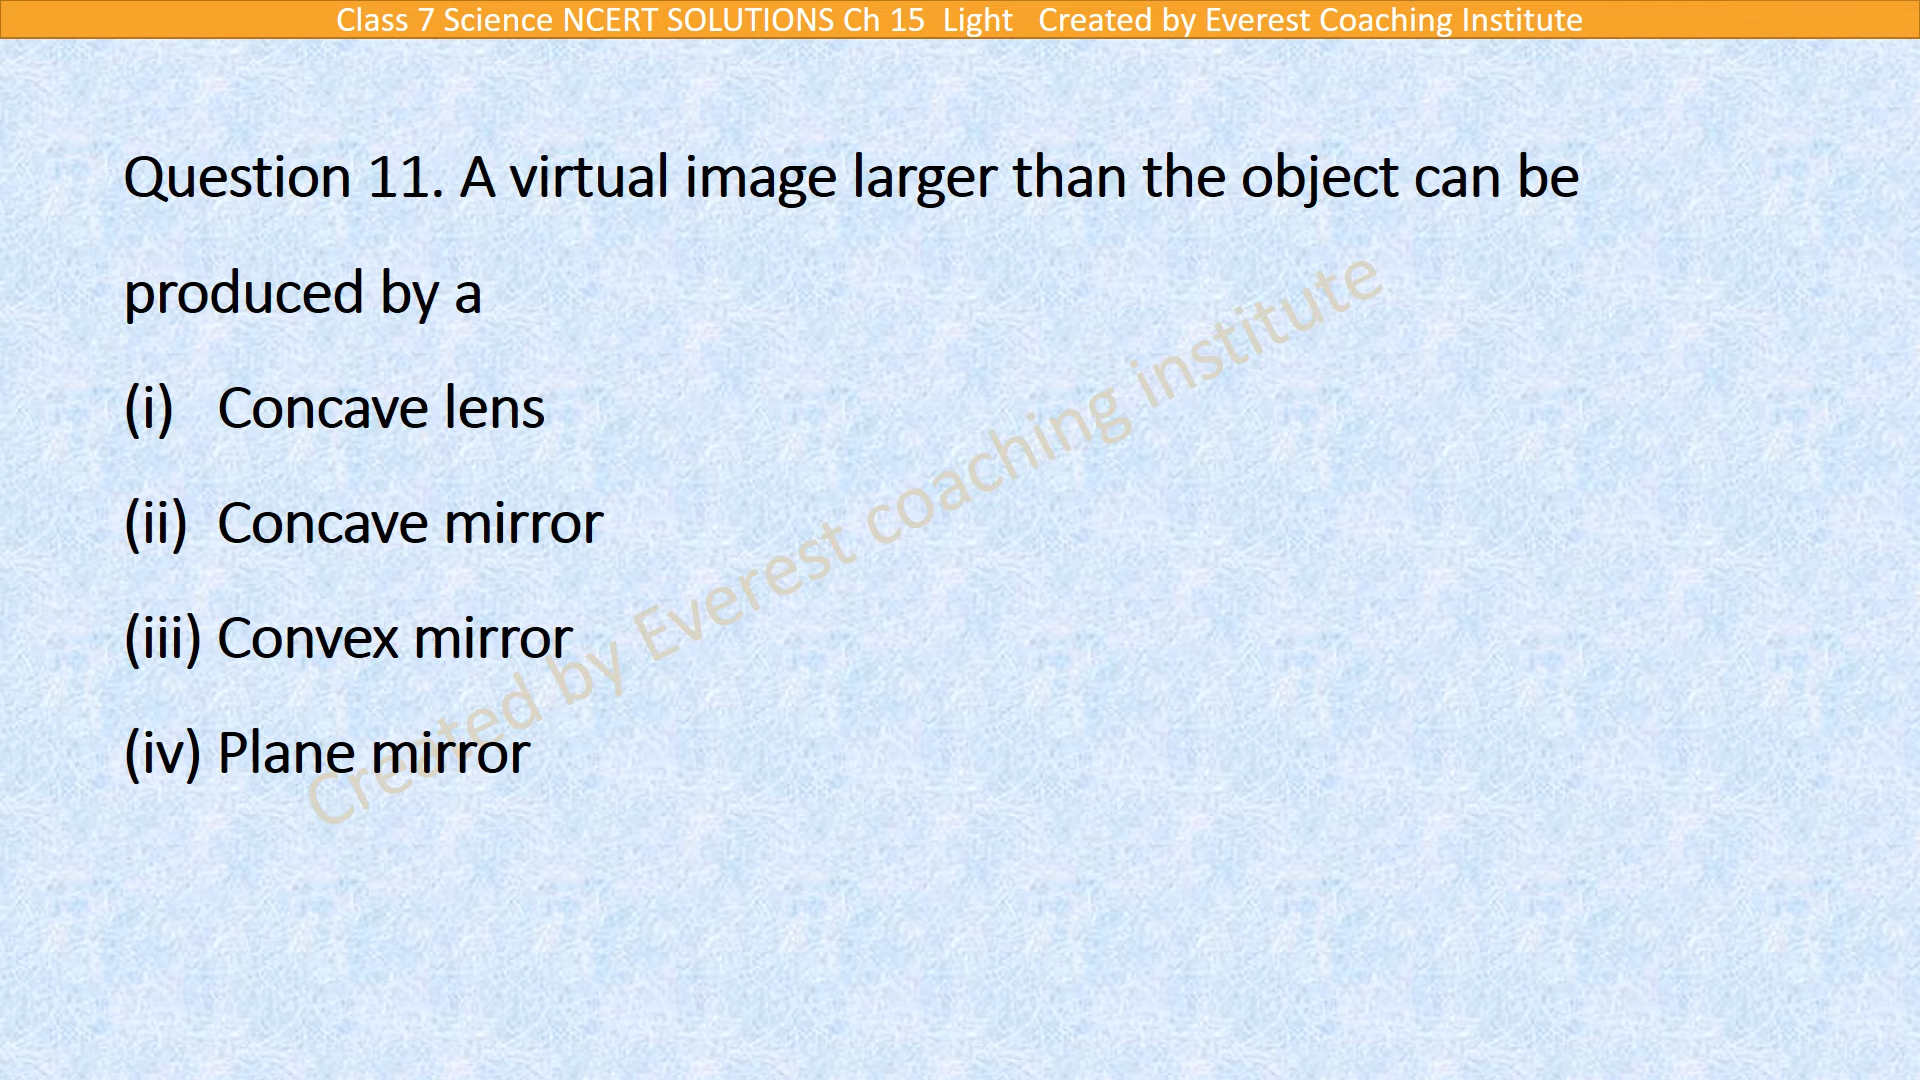 Class 7 Science NCERT SOLUTIONS Ch 15 Light Created by Everest Coaching Institute
Question 11. A virtual image larger than the object can be
produced by a
(i) Concave lens
(ii) Concave mirror
(iii) Convex mirror
(iv) Plane mirror
Created by Everest coaching institute